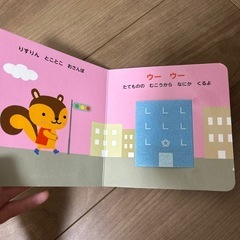 りすりん とことこ おさんぽ
ウー ウー
たてものの むこうから なにか くるよ